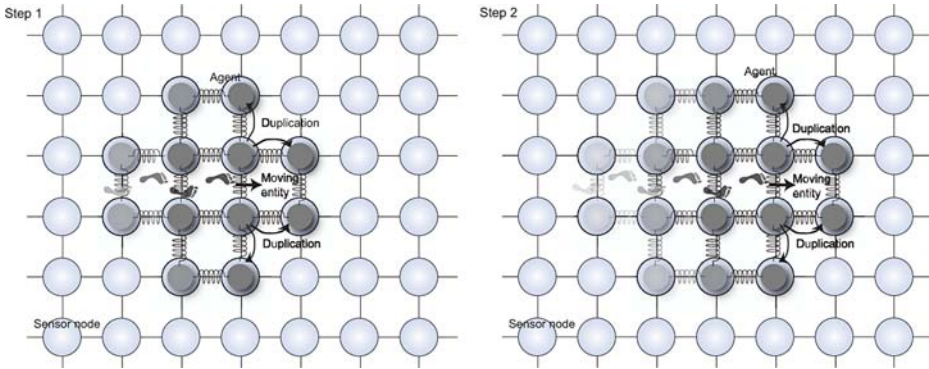 Step 1
Agent
Duplication
Moving
entity
Duplication
Sensor node
Step 2
Agent
Duplication
Moving
entity
Duplication
Sensor node